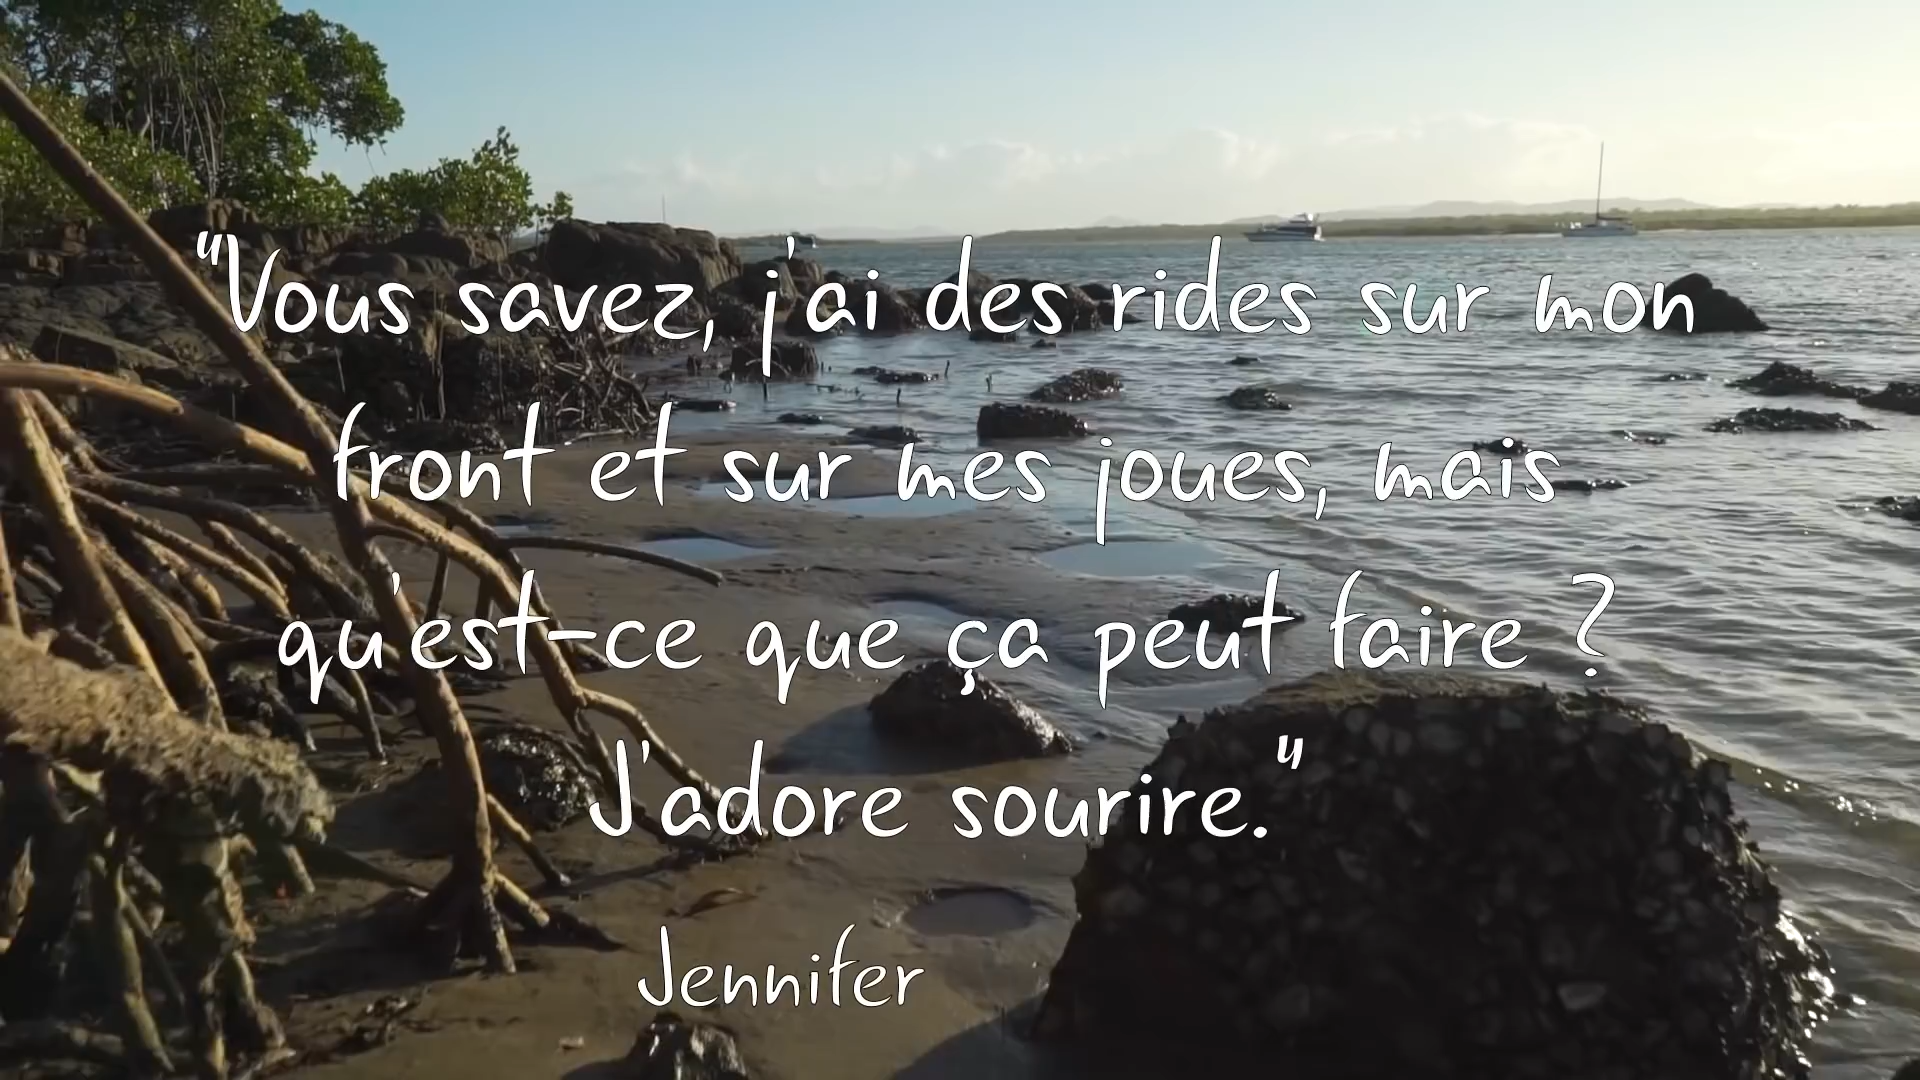 "Vous savez, j'ai des rides sur mon
front et sur mes joues, mais
qu'est-ce que ça peut faire ?
J'adore sourire."
Jennifer